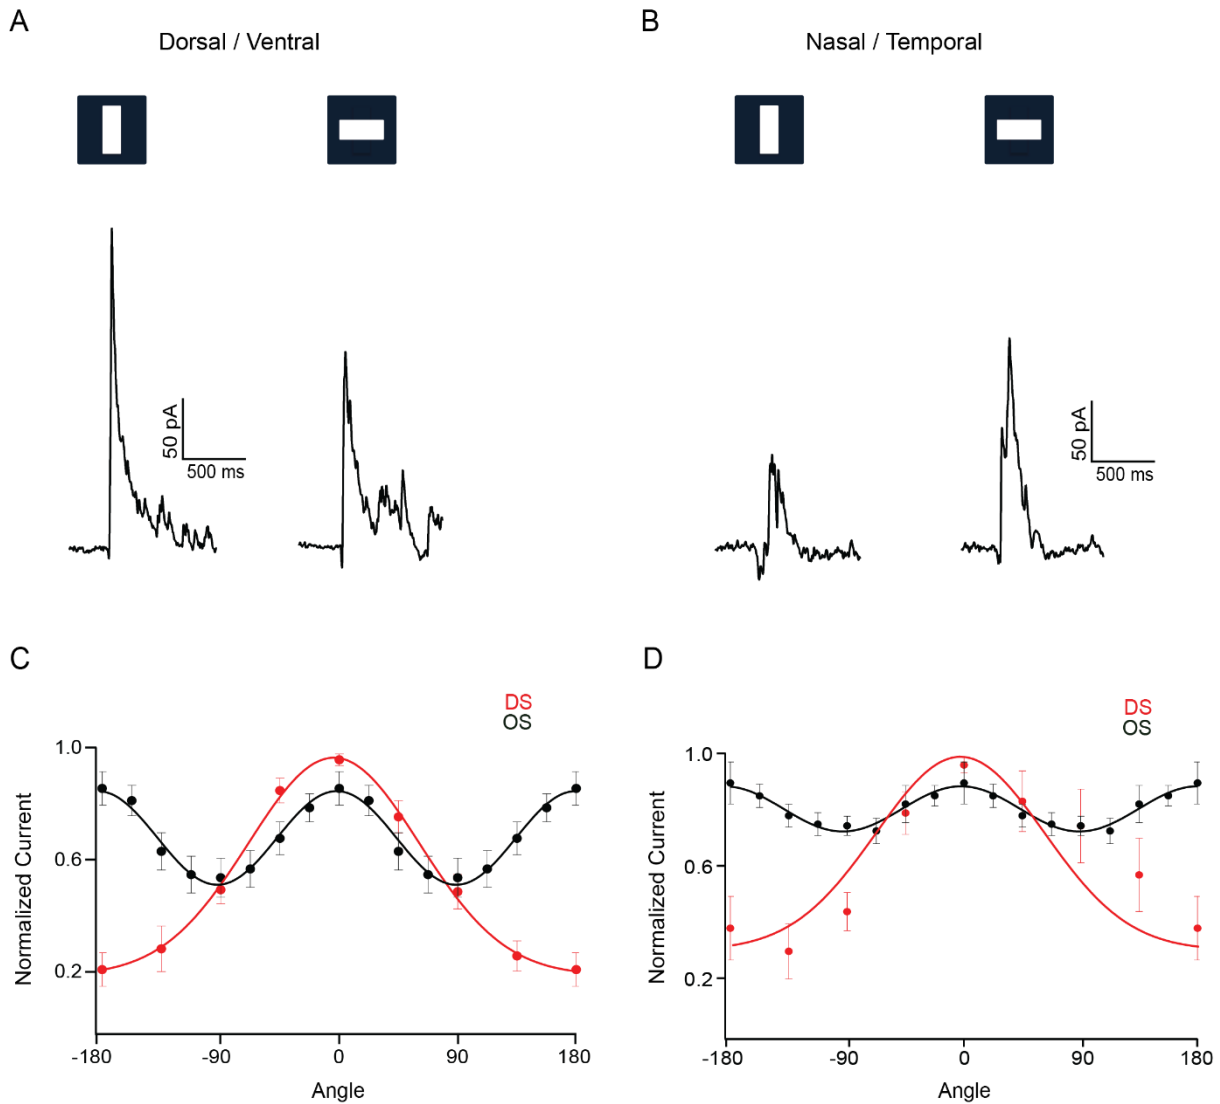 A
Dorsal / Ventral
50 pA
500 ms
B
Nasal / Temporal
50 pA
500 ms
C
DS
OS
Normalized Current
1.0
0.6
0.2
-180
-90
0
90
180
Angle
D
DS
OS
Normalized Current
1.0
0.6
0.2
-180
-90
0
90
180
Angle